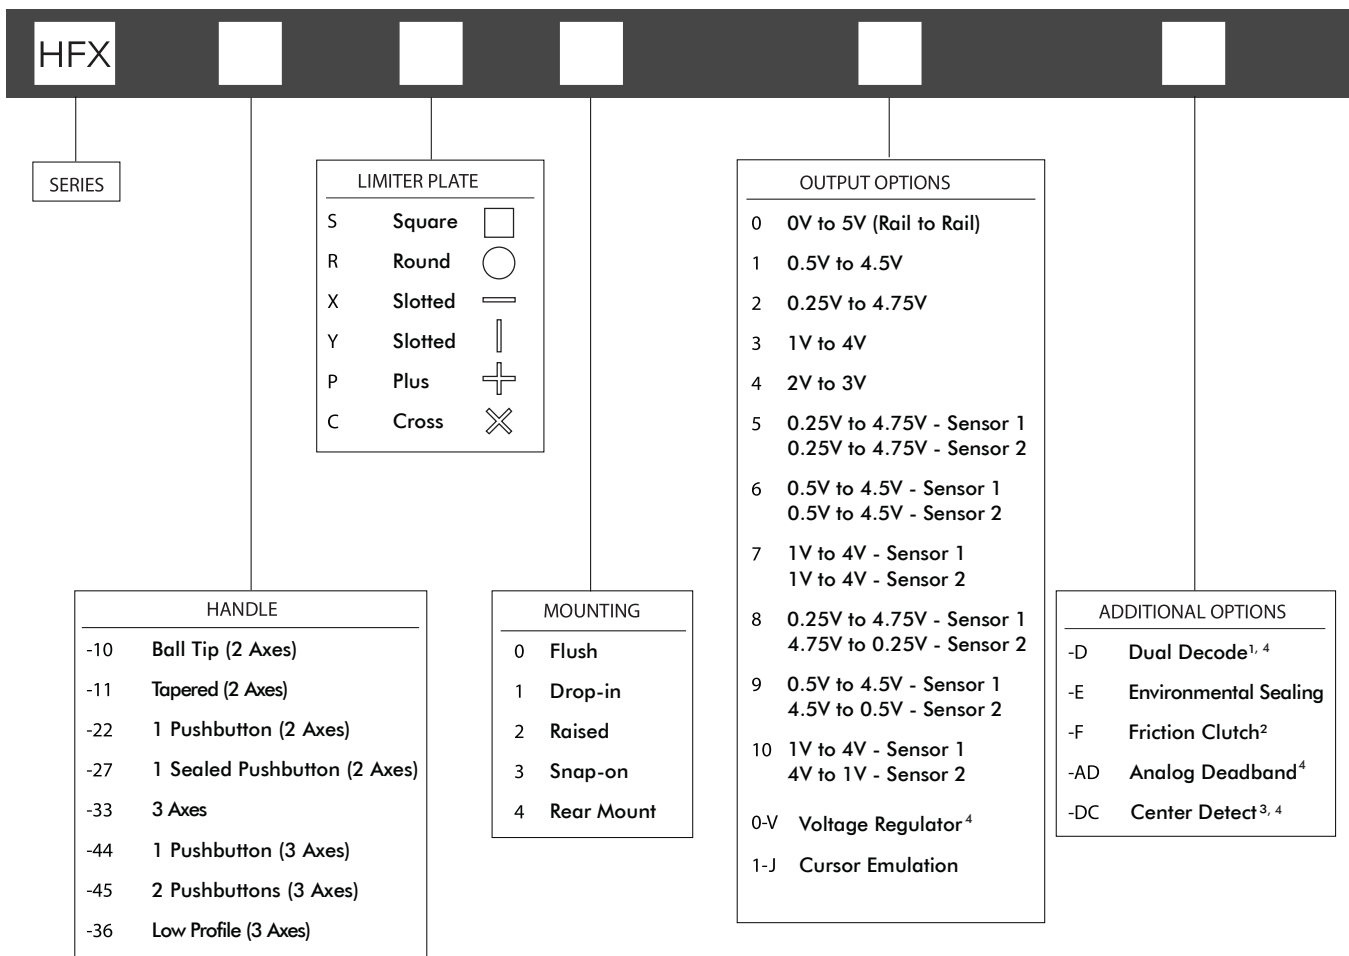 HFX
SERIES
LIMITER PLATE
S Square
R Round
X Slotted
Y Slotted
P Plus
C Cross
OUTPUT OPTIONS
0 0V to 5V (Rail to Rail)
1 0.5V to 4.5V
2 0.25V to 4.75V
3 1V to 4V
4 2V to 3V
5 0.25V to 4.75V - Sensor 1
0.25V to 4.75V - Sensor 2
6 0.5V to 4.5V - Sensor 1
0.5V to 4.5V - Sensor 2
7 1V to 4V - Sensor 1
1V to 4V - Sensor 2
8 0.25V to 4.75V - Sensor 1
4.75V to 0.25V - Sensor 2
9 0.5V to 4.5V - Sensor 1
4.5V to 0.5V - Sensor 2
10 1V to 4V - Sensor 1
4V to 1V - Sensor 2
0-V Voltage Regulator⁴
1-J Cursor Emulation
HANDLE
-10 Ball Tip (2 Axes)
-11 Tapered (2 Axes)
-22 1 Pushbutton (2 Axes)
-27 1 Sealed Pushbutton (2 Axes)
-33 3 Axes
-44 1 Pushbutton (3 Axes)
-45 2 Pushbuttons (3 Axes)
-36 Low Profile (3 Axes)
MOUNTING
0 Flush
1 Drop-in
2 Raised
3 Snap-on
4 Rear Mount
ADDITIONAL OPTIONS
-D Dual Decode¹, ⁴
-E Environmental Sealing
-F Friction Clutch²
-AD Analog Deadband⁴
-DC Center Detect³, ⁴